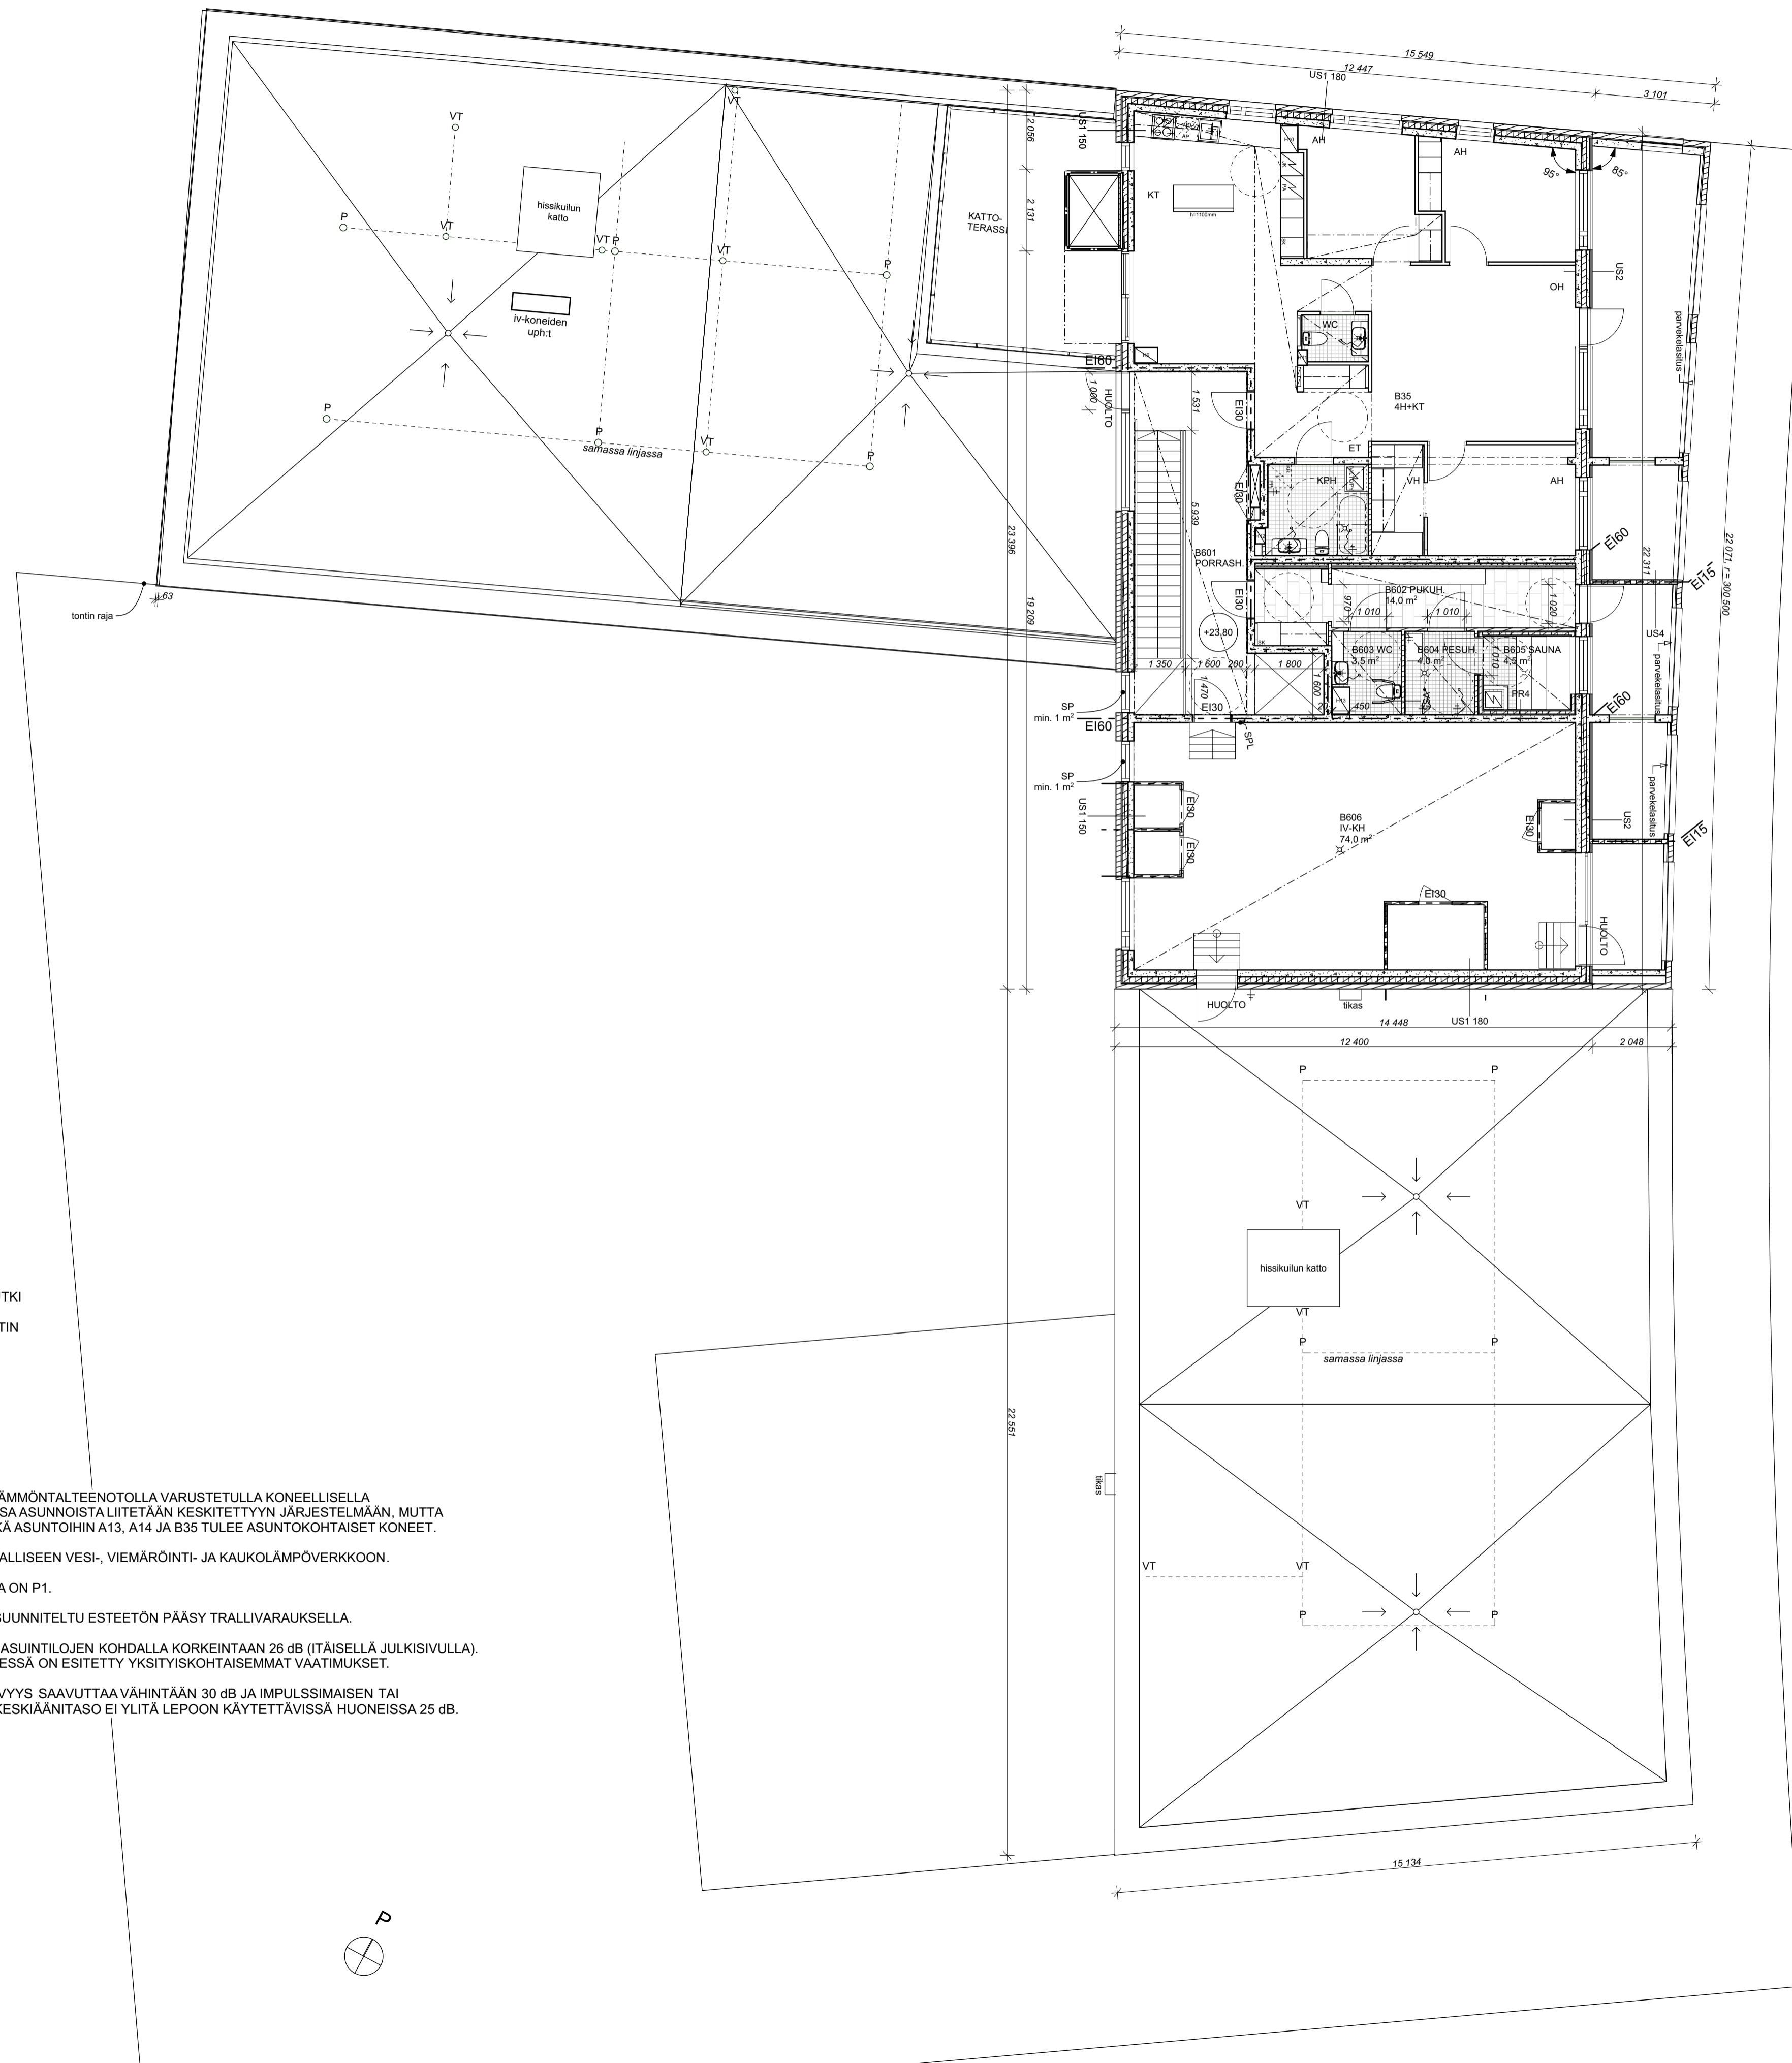 15 549
12 447
US1 180
3 101
VT
VT
2 056
US1 150
AH
AH
95°
85°
hissikuilun
katto
KT
h=1100mm
2 131
KATTO-
TERASSI
P
VT
VT
P
VT
P
US2
OH
iv-koneiden
uph:t
WC
parvekelasitus
EI60
1 000
HUOLTO
1 531
EI30
B35
4H+KT
P
P
VT
P
samassa linjassa
ET
KPH
VH
AH
EI30
5 939
23 396
EI60
22 311
22 071, r = 300 500
B601
PORRASH.
EI15
tontin raja
63
19 209
EI30
B602 PUKUH.
14,0 m²
970
1 010
1 010
1 020
+23.80
SK
US4
B603 WC
3,5 m²
B604 PESUH.
4,0 m²
1 010
B605 SAUNA
4,5 m²
parvekelasitus
1 350
1 600
200
1 800
1 470
1 600
450
PR4
EI30
SP
min. 1 m²
EI60
EI60
SPL
SP
min. 1 m²
US1 150
EI30
EI30
B606
IV-KH
74,0 m²
EI30
US2
parvekelasitus
EI15
EI30
HUOLTO
HUOLTO
tikas
US1 180
14 448
12 400
2 048
P
P
VT
hissikuilun katto
VT
P
P
samassa linjassa
TKI
TIN
22 551
tikas
ÄMMÖNTALTEENOTOLLA VARUSTETULLA KONEELLISELLA
SA ASUNNOISTA LIITETÄÄN KESKITETTYYN JÄRJESTELMÄÄN, MUTTA
KÄ ASUNTOIHIN A13, A14 JA B35 TULEE ASUNTOKOHTAISET KONEET.
ALLISEEN VESI-, VIEMÄRÖINTI- JA KAUKOLÄMPÖVERKKOON.
A ON P1.
SUUNNITELTU ESTEETÖN PÄÄSY TRALLIVARAUKSELLA.
ASUINTILOJEN KOHDALLA KORKEINTAAN 26 dB (ITÄISELLÄ JULKISIVULLA).
ESSÄ ON ESITETTY YKSITYISKOHTAISEMMAT VAATIMUKSET.
VYYS SAAVUTTAA VÄHINTÄÄN 30 dB JA IMPULSSIMAISEN TAI
KESKIÄÄNITASO EI YLITÄ LEPOON KÄYTETTÄVISSÄ HUONEISSA 25 dB.
VT
VT
P
P
15 134
P